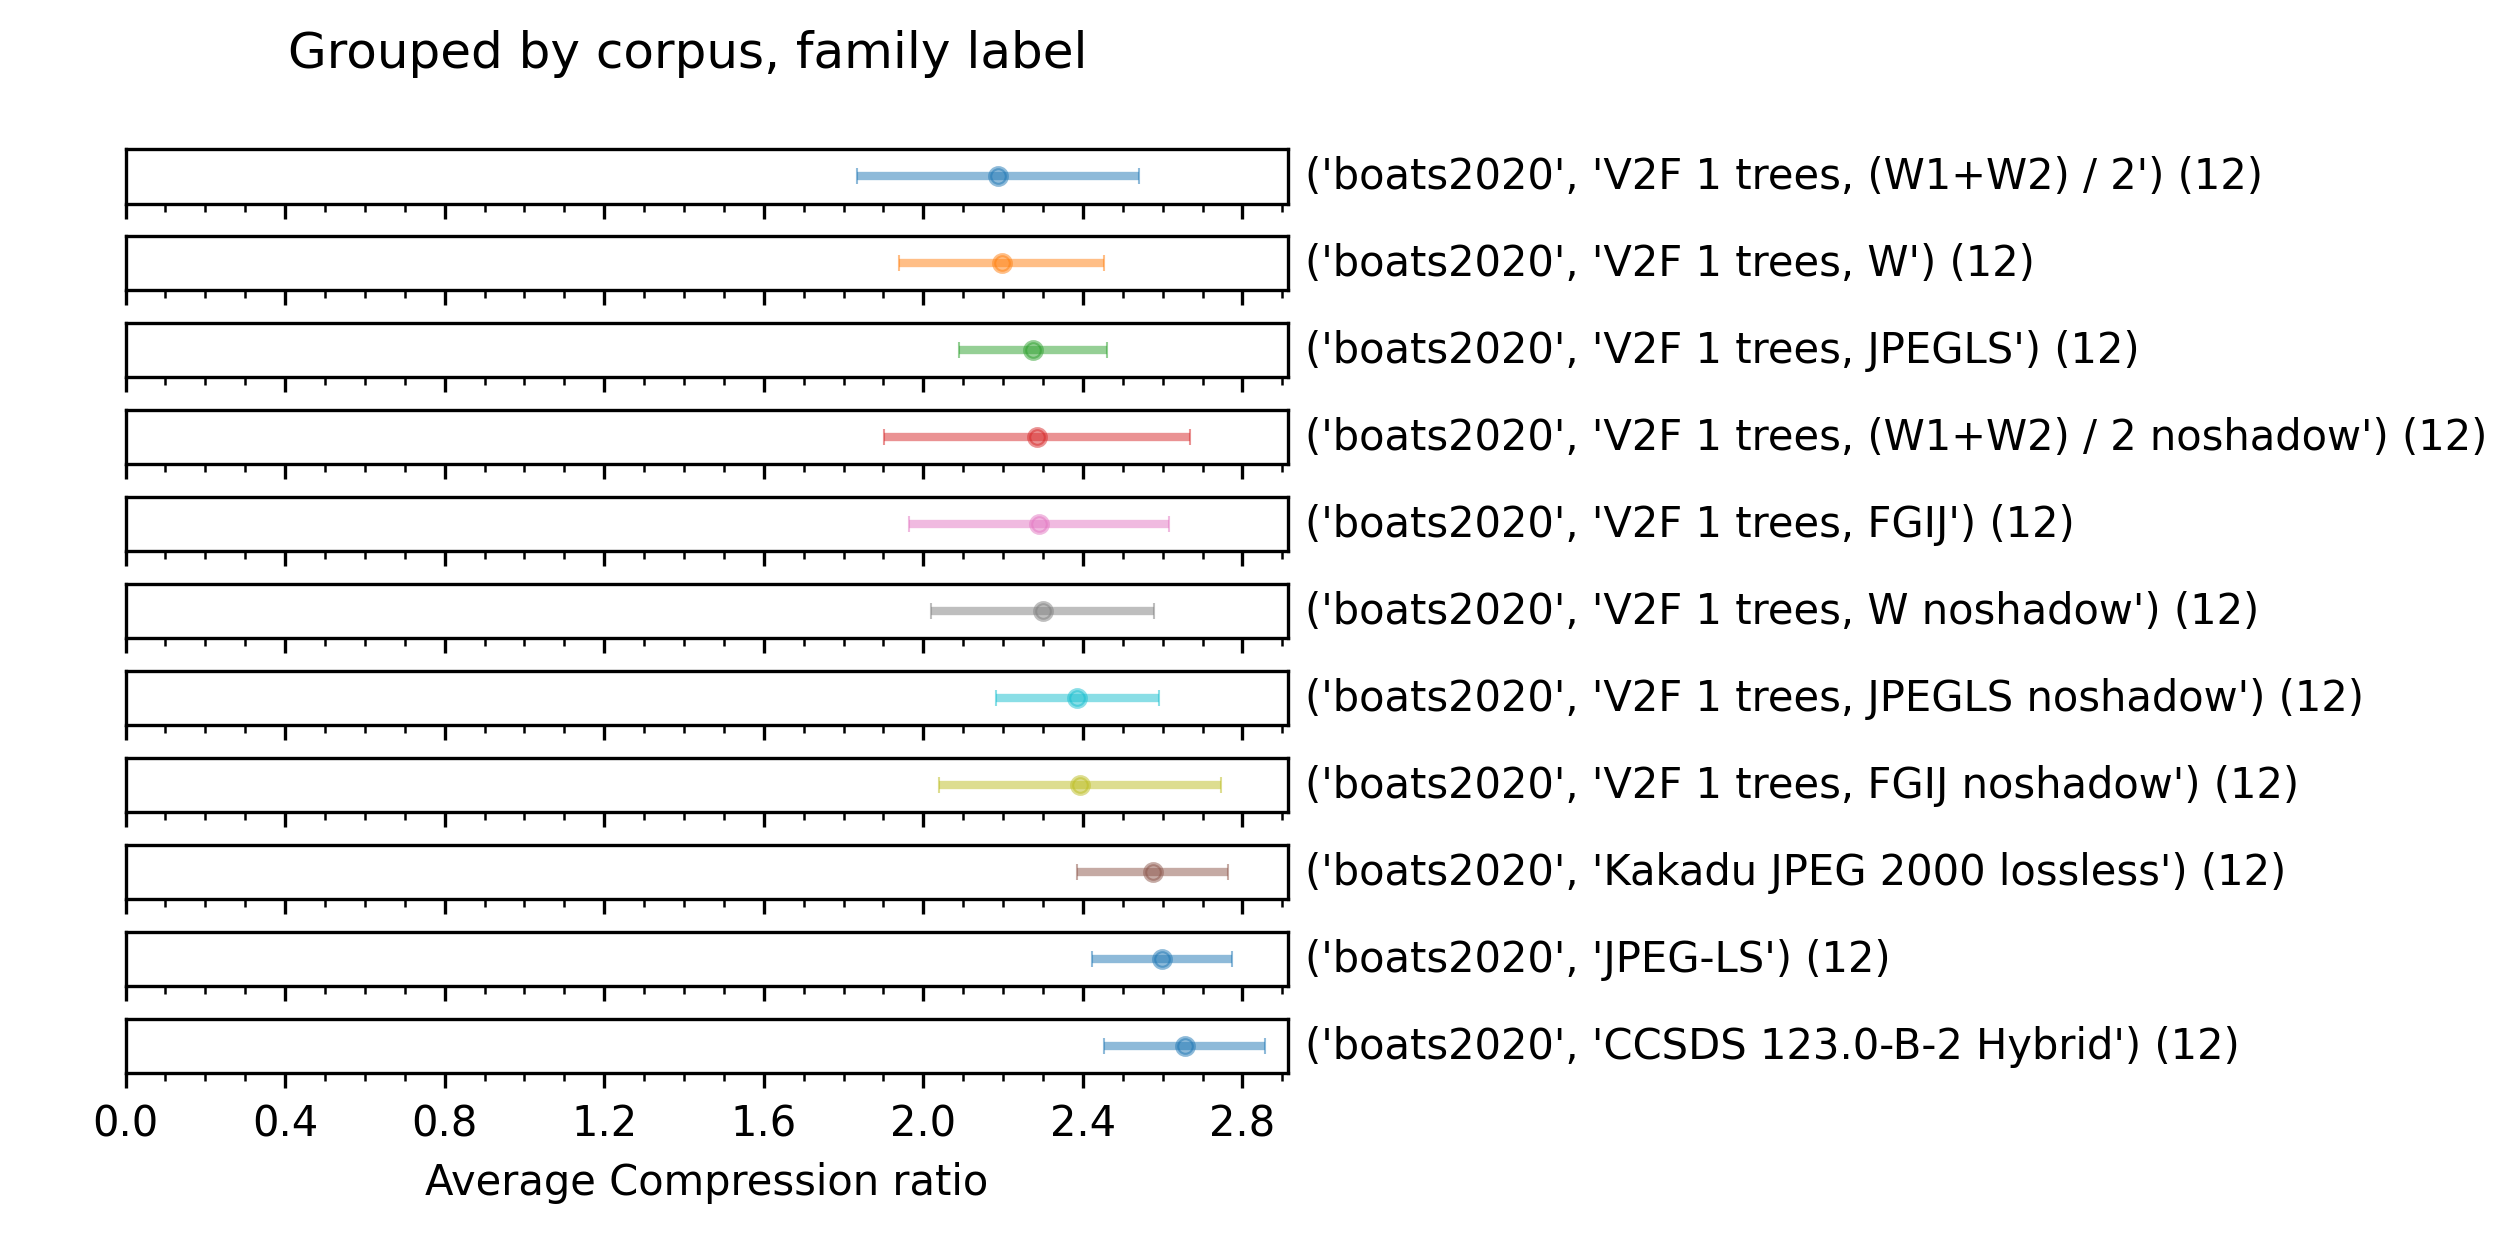 Grouped by corpus, family label
('boats2020', 'V2F 1 trees, (W1+W2) / 2') (12)
('boats2020', 'V2F 1 trees, W') (12)
('boats2020', 'V2F 1 trees, JPEGLS') (12)
('boats2020', 'V2F 1 trees, (W1+W2) / 2 noshadow') (12)
('boats2020', 'V2F 1 trees, FGIJ') (12)
('boats2020', 'V2F 1 trees, W noshadow') (12)
('boats2020', 'V2F 1 trees, JPEGLS noshadow') (12)
('boats2020', 'V2F 1 trees, FGIJ noshadow') (12)
('boats2020', 'Kakadu JPEG 2000 lossless') (12)
('boats2020', 'JPEG-LS') (12)
('boats2020', 'CCSDS 123.0-B-2 Hybrid') (12)
0.0 0.4 0.8 1.2 1.6 2.0 2.4 2.8
Average Compression ratio